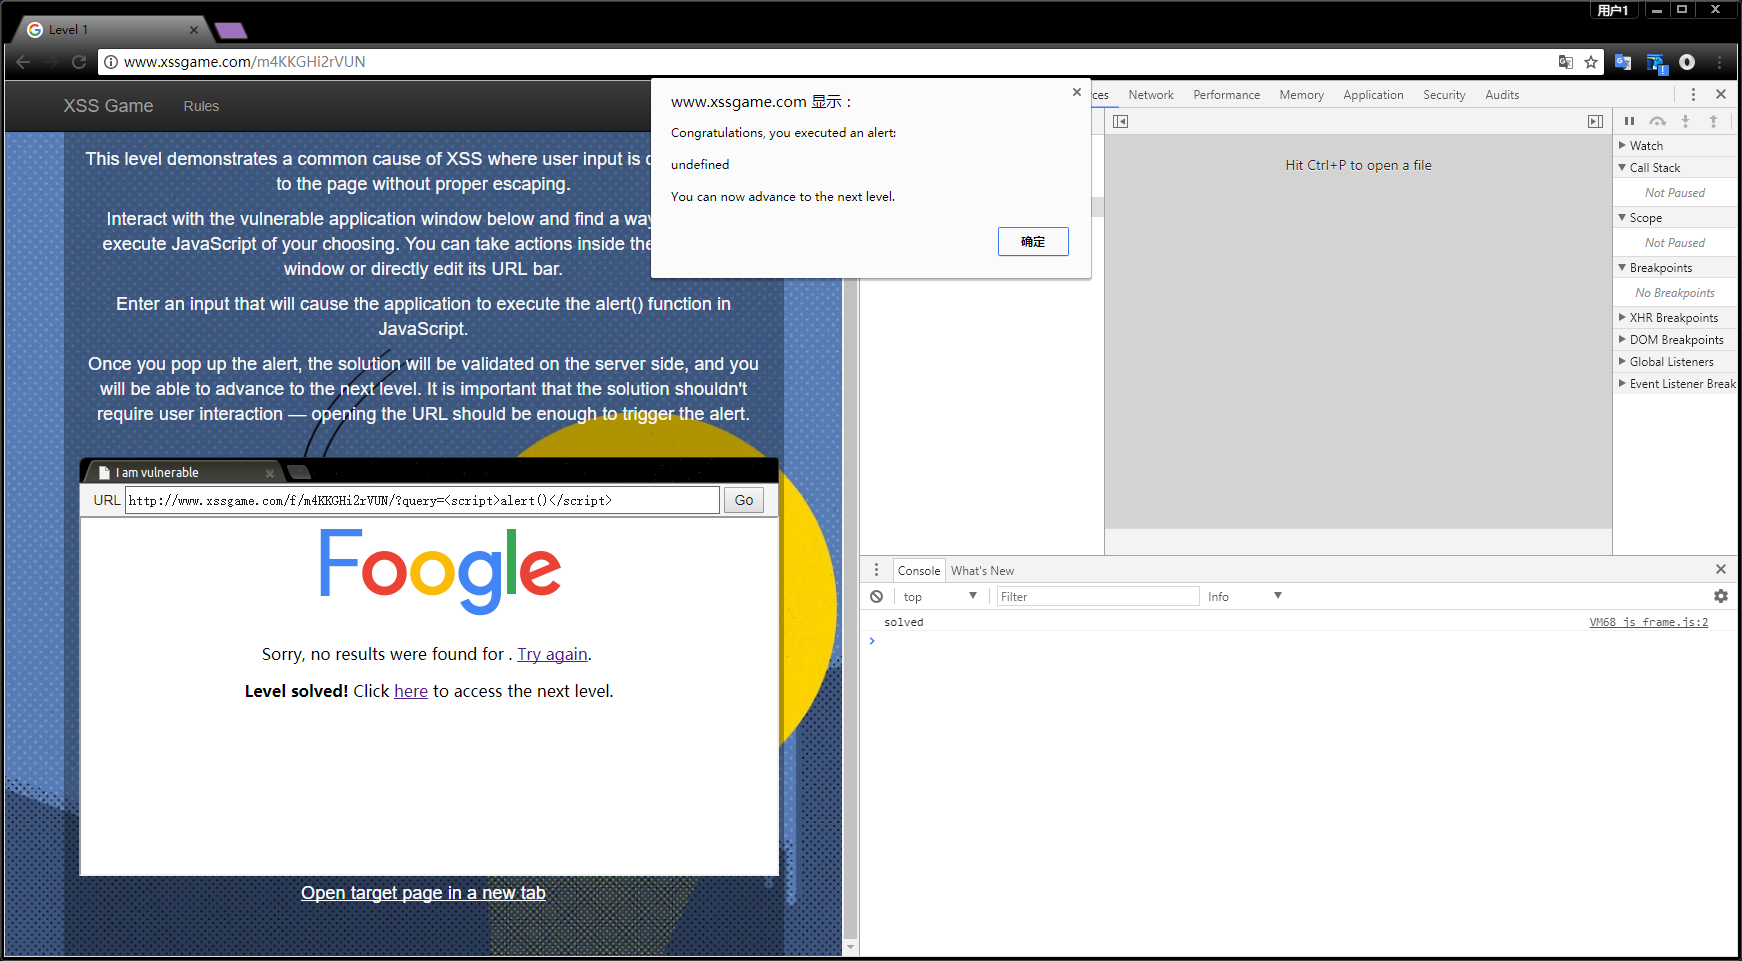 用户1
Level 1
www.xssgame.com/m4KKGHi2rVUN
XSS Game
Rules
This level demonstrates a common cause of XSS where user input is
to the page without proper escaping.
Interact with the vulnerable application window below and find a way
execute JavaScript of your choosing. You can take actions inside the
window or directly edit its URL bar.
Enter an input that will cause the application to execute the alert() function in
JavaScript.
Once you pop up the alert, the solution will be validated on the server side, and you
will be able to advance to the next level. It is important that the solution shouldn't
require user interaction — opening the URL should be enough to trigger the alert.
I am vulnerable
URL
http://www.xssgame.com/f/m4KKGHi2rVUN/?query=<script>alert()</script>
Go
Foogle
Sorry, no results were found for . Try again.
Level solved! Click here to access the next level.
Open target page in a new tab
www.xssgame.com 显示：
Congratulations, you executed an alert:
undefined
You can now advance to the next level.
确定
ces
Network
Performance
Memory
Application
Security
Audits
Hit Ctrl+P to open a file
Watch
Call Stack
Not Paused
Scope
Not Paused
Breakpoints
No Breakpoints
XHR Breakpoints
DOM Breakpoints
Global Listeners
Event Listener Break
Console
What's New
top
Filter
Info
solved
VM68 js_frame.js:2